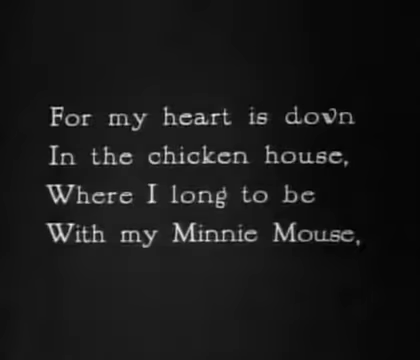 For my heart is down
In the chicken house,
Where I long to be
With my Minnie Mouse,